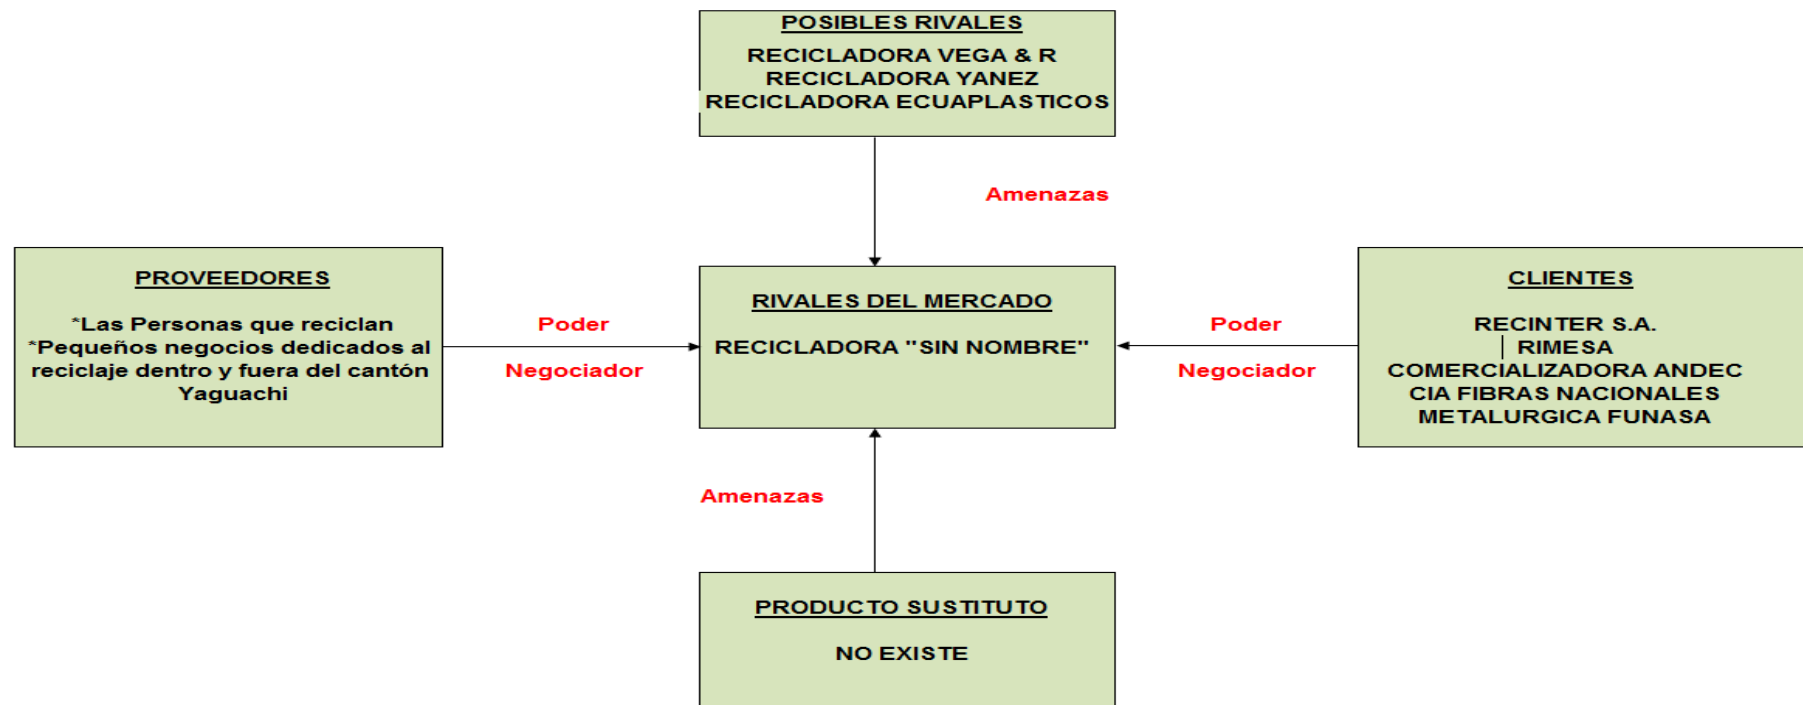 POSIBLES RIVALES
RECICLADORA VEGA & R
RECICLADORA YANEZ
RECICLADORA ECUAPLASTICOS
Amenazas
PROVEEDORES
*Las Personas que reciclan
*Pequeños negocios dedicados al
reciclaje dentro y fuera del cantón
Yaguachi
Poder
Negociador
RIVALES DEL MERCADO
RECICLADORA "SIN NOMBRE"
Poder
Negociador
CLIENTES
RECINTER S.A.
RIMESA
COMERCIALIZADORA ANDEC
CIA FIBRAS NACIONALES
METALURGICA FUNASA
Amenazas
PRODUCTO SUSTITUTO
NO EXISTE